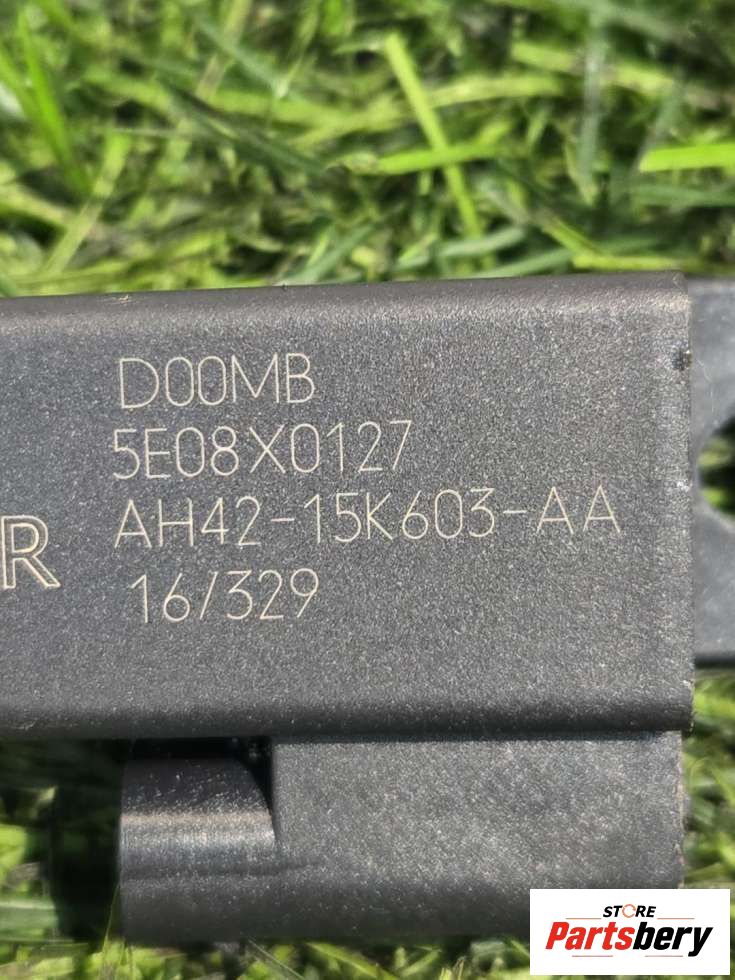 D00MB
5E08X0127
AH42-15K603-AA
R
16/329
STORE
Partsbery